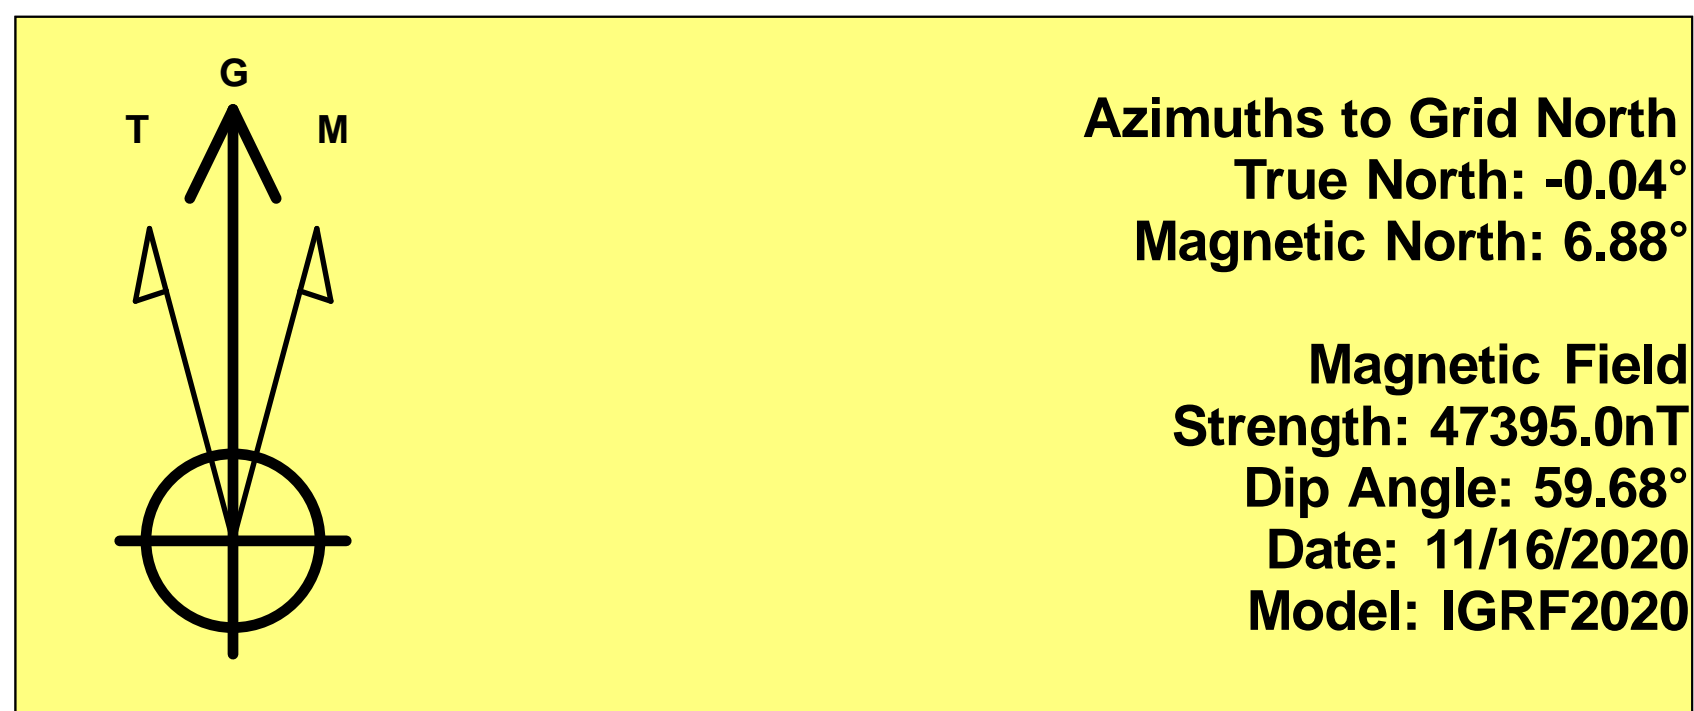 G
T
M
Azimuths to Grid North
True North: -0.04°
Magnetic North: 6.88°
Magnetic Field
Strength: 47395.0nT
Dip Angle: 59.68°
Date: 11/16/2020
Model: IGRF2020